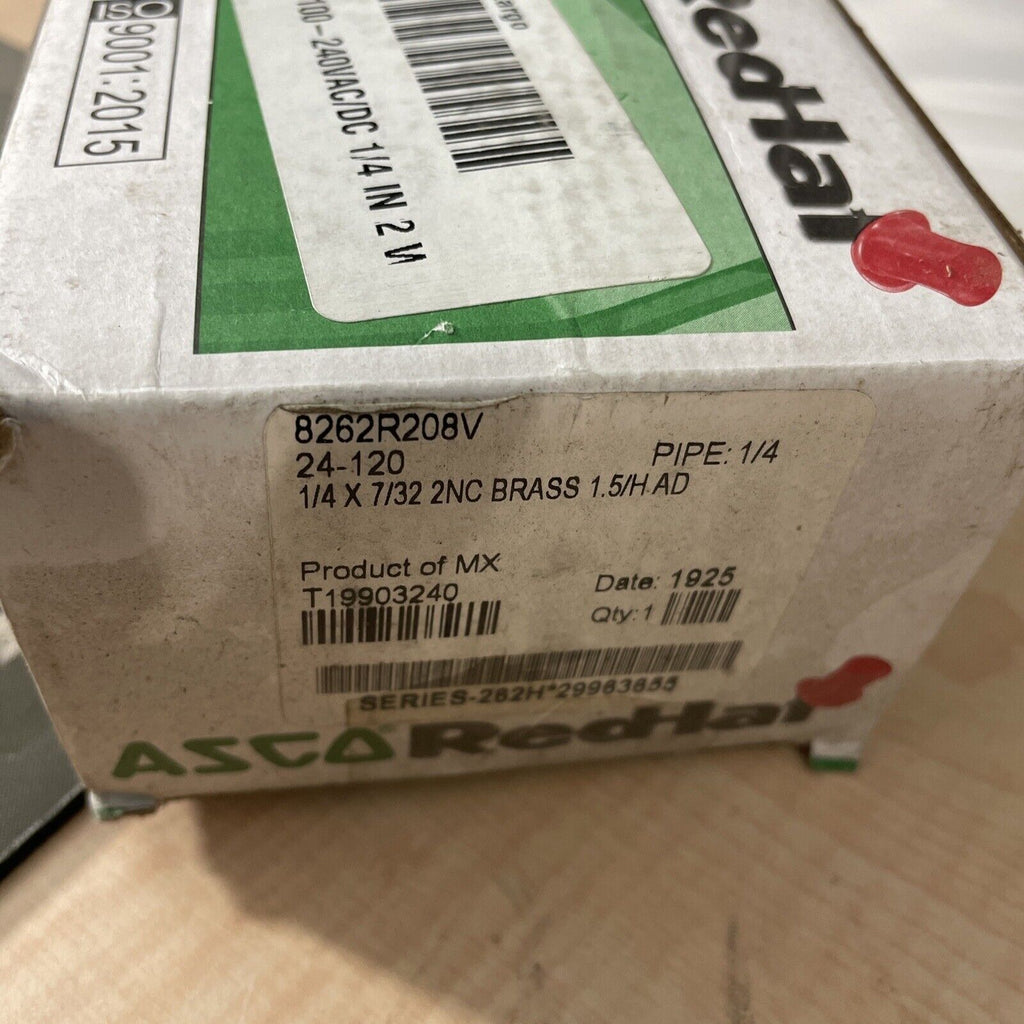 ISO
9001:2015
100-240VAC/DC 1/4 IN 2 W
RedHat
8262R208V
24-120
PIPE: 1/4
1/4 X 7/32 2NC BRASS 1.5/H AD
Product of MX
T19903240
Date: 1925
Qty: 1
SERIES-262H*29963655
ASCO® RedHat